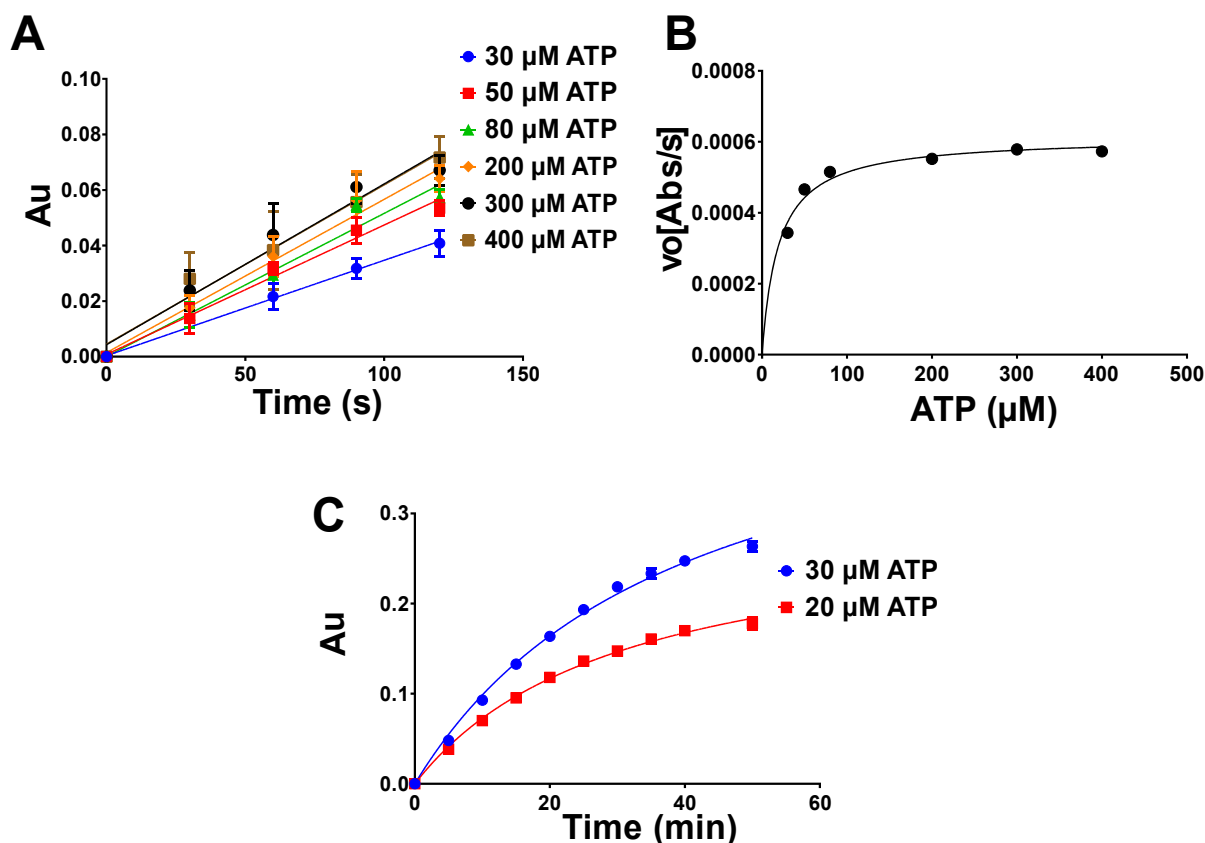 A
30 µM ATP
50 µM ATP
80 µM ATP
200 µM ATP
300 µM ATP
400 µM ATP
0.10
0.08
0.06
0.04
0.02
0.00
0
50
100
150
Au
Time (s)
B
0.0008
0.0006
0.0004
0.0002
0.0000
0
100
200
300
400
500
vo[Abs/s]
ATP (µM)
C
0.3
0.2
0.1
0.0
0
20
40
60
Au
Time (min)
30 µM ATP
20 µM ATP